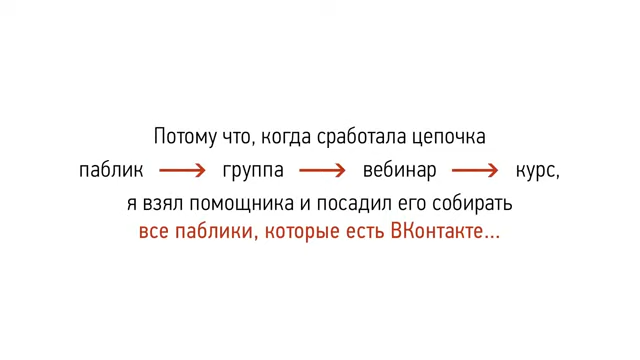 Потому что, когда сработала цепочка
паблик → группа → вебинар → курс,
я взял помощника и посадил его собирать
все паблики, которые есть ВКонтакте...